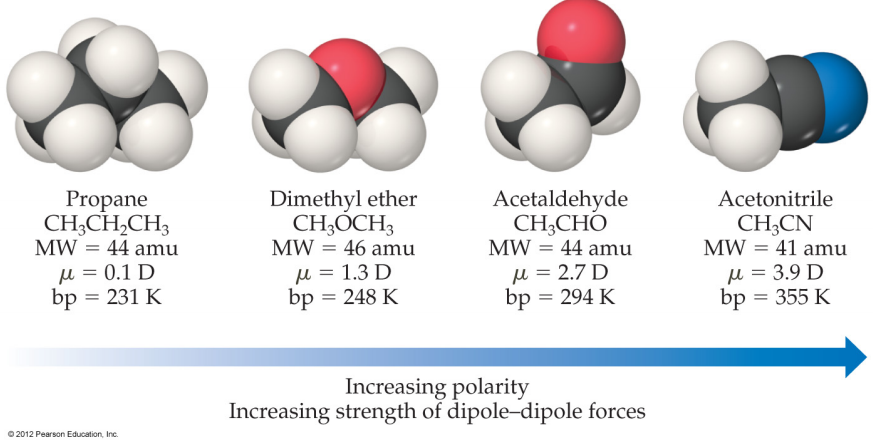 Propane
CH₃CH₂CH₃
MW = 44 amu
μ = 0.1 D
bp = 231 K
Dimethyl ether
CH₃OCH₃
MW = 46 amu
μ = 1.3 D
bp = 248 K
Acetaldehyde
CH₃CHO
MW = 44 amu
μ = 2.7 D
bp = 294 K
Acetonitrile
CH₃CN
MW = 41 amu
μ = 3.9 D
bp = 355 K
Increasing polarity
Increasing strength of dipole–dipole forces
© 2012 Pearson Education, Inc.